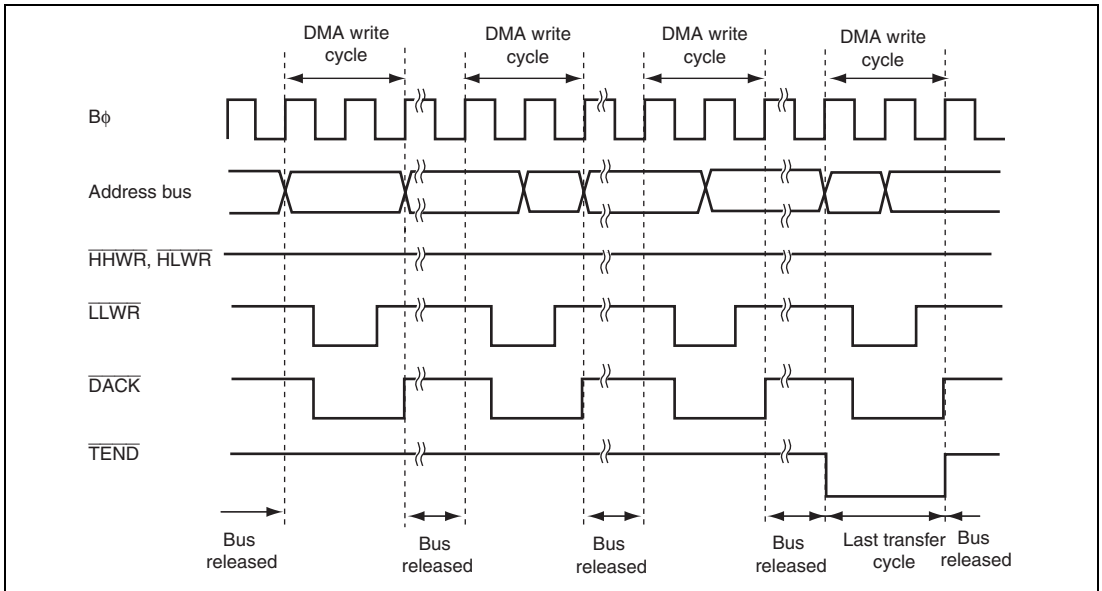 DMA write
cycle
DMA write
cycle
DMA write
cycle
DMA write
cycle
Bϕ
Address bus
HHWR, HLWR
LLWR
DACK
TEND
Bus
released
Bus
released
Bus
released
Bus
released
Last transfer
cycle
Bus
released